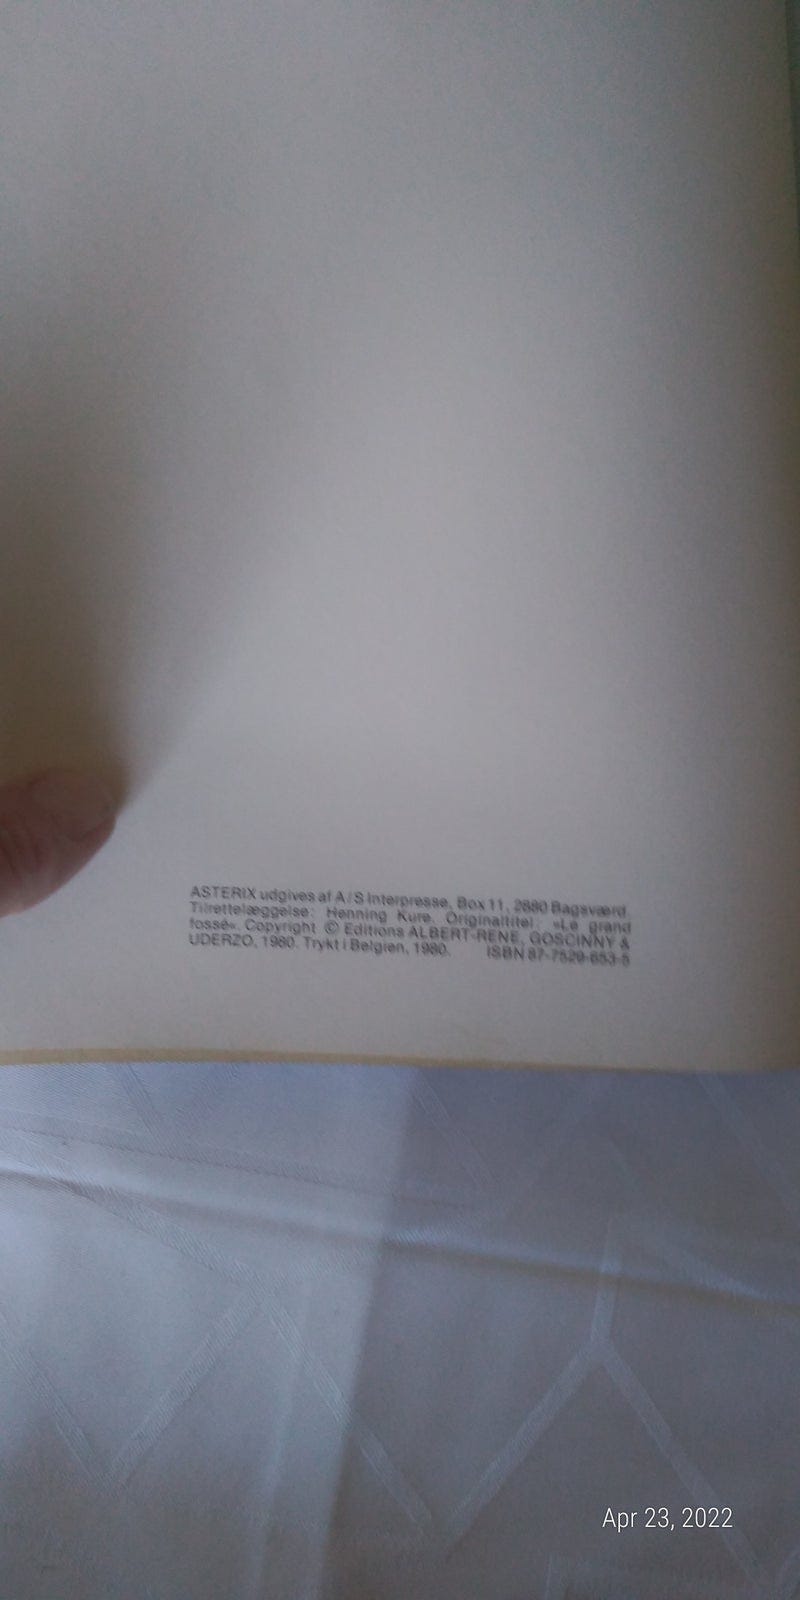 ASTERIX udgives af A/S Interpresse, Box 11, 2880 Bagsværd.
Tilrettelæggelse: Henning Kure. Originaltitel: »Le grand
fossé«. Copyright © Editions ALBERT-RENE, GOSCINNY &
UDERZO, 1980. Trykt i Belgien, 1980. ISBN 87-7529-653-5
Apr 23, 2022